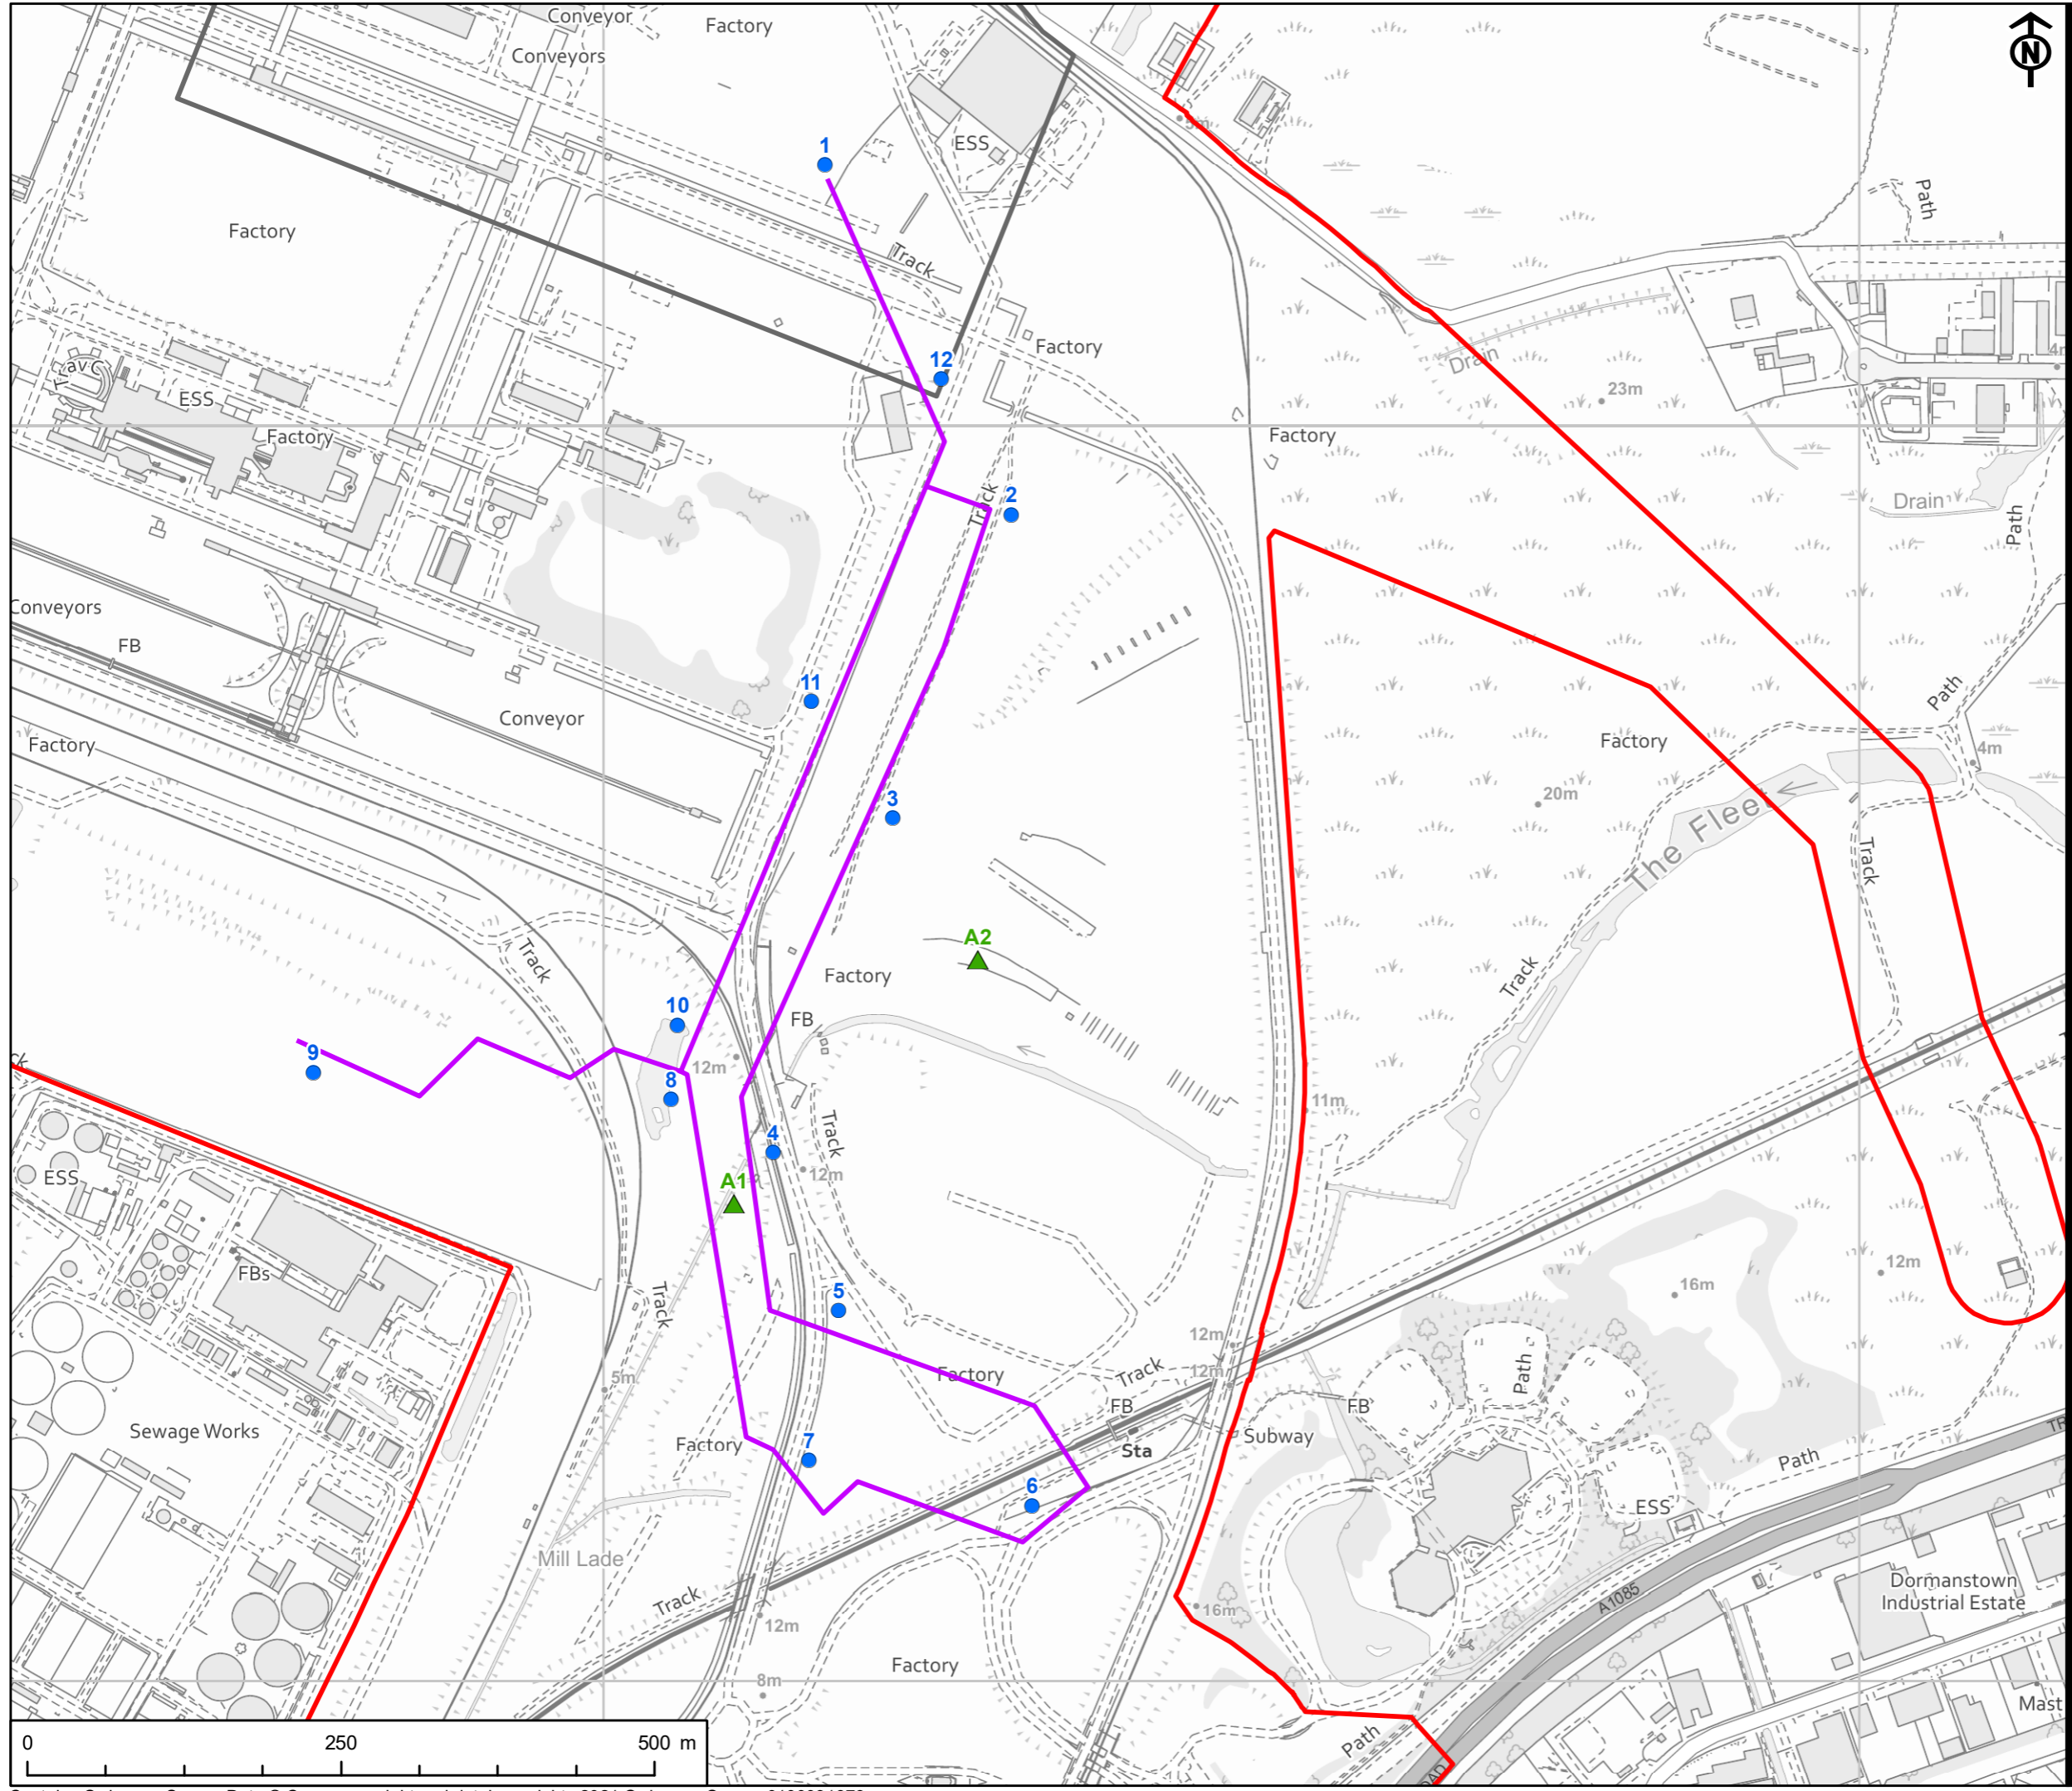 Conveyor
Factory
Conveyors
N
ESS
1
5m
Path
Factory
Track
Factory
12
Trav C
ESS
Factory
Drain
23m
4m
Factory
2
Track
Drain
Path
Conveyors
FB
11
Conveyor
Factory
Path
Factory
4m
3
20m
The Fleet
Track
Track
A2
Factory
Track
10
FB
9
12m
8
11m
4
Track
12m
A1
ESS
FBs
12m
16m
5
Track
12m
5m
Factory
Track
12m
Path
FB
FB
Sewage Works
Factory
7
Sta
Subway
Path
6
ESS
Mill Lade
A1085
Dormanstown
Industrial Estate
Track
16m
12m
Factory
8m
Mast
Path
0 250 500 m